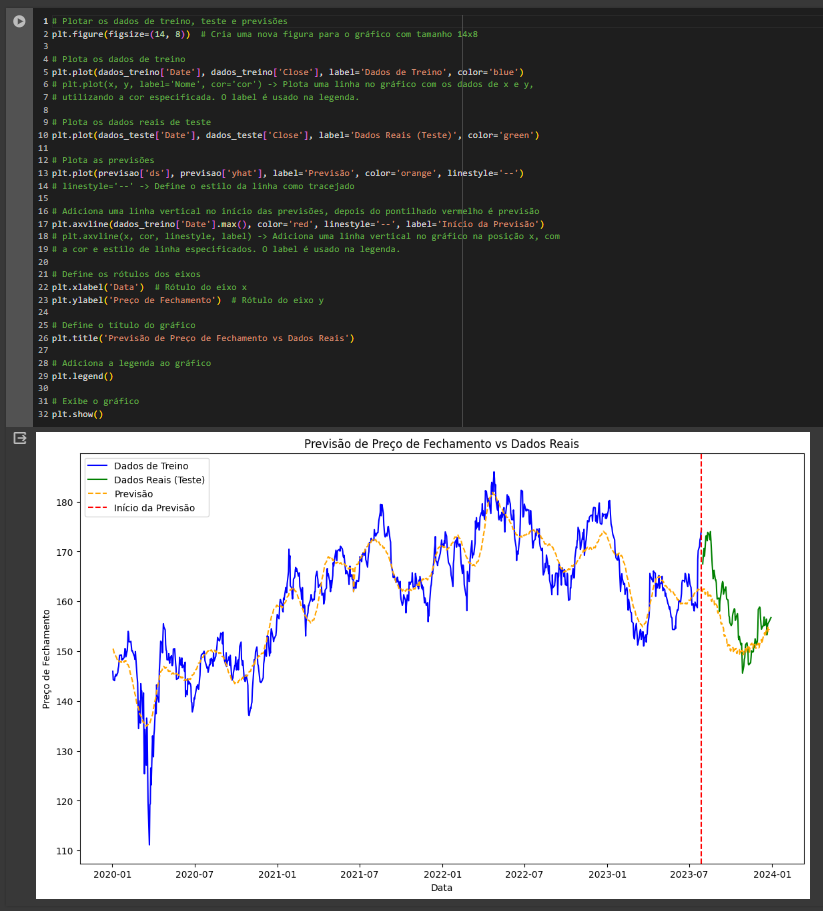 1 # Plotar os dados de treino, teste e previsões
2 plt.figure(figsize=(14, 8))  # Cria uma nova figura para o gráfico com tamanho 14x8
3
4 # Plota os dados de treino
5 plt.plot(dados_treino['Date'], dados_treino['Close'], label='Dados de Treino', color='blue')
6 # plt.plot(x, y, label='Nome', cor='cor') -> Plota uma linha no gráfico com os dados de x e y,
7 # utilizando a cor especificada. O label é usado na legenda.
8
9 # Plota os dados reais de teste
10 plt.plot(dados_teste['Date'], dados_teste['Close'], label='Dados Reais (Teste)', color='green')
11
12 # Plota as previsões
13 plt.plot(previsao['ds'], previsao['yhat'], label='Previsão', color='orange', linestyle='--')
14 # linestyle='--' -> Define o estilo da linha como tracejado
15
16 # Adiciona uma linha vertical no início das previsões, depois do pontilhado vermelho é previsão
17 plt.axvline(dados_treino['Date'].max(), color='red', linestyle='--', label='Início da Previsão')
18 # plt.axvline(x, cor, linestyle, label) -> Adiciona uma linha vertical no gráfico na posição x, com
19 # a cor e estilo de linha especificados. O label é usado na legenda.
20
21 # Define os rótulos dos eixos
22 plt.xlabel('Data')  # Rótulo do eixo x
23 plt.ylabel('Preço de Fechamento')  # Rótulo do eixo y
24
25 # Define o título do gráfico
26 plt.title('Previsão de Preço de Fechamento vs Dados Reais')
27
28 # Adiciona a legenda ao gráfico
29 plt.legend()
30
31 # Exibe o gráfico
32 plt.show()
Previsão de Preço de Fechamento vs Dados Reais
Dados de Treino
Dados Reais (Teste)
Previsão
Início da Previsão
180
170
160
150
140
130
120
110
Preço de Fechamento
2020-01 2020-07 2021-01 2021-07 2022-01 2022-07 2023-01 2023-07 2024-01
Data